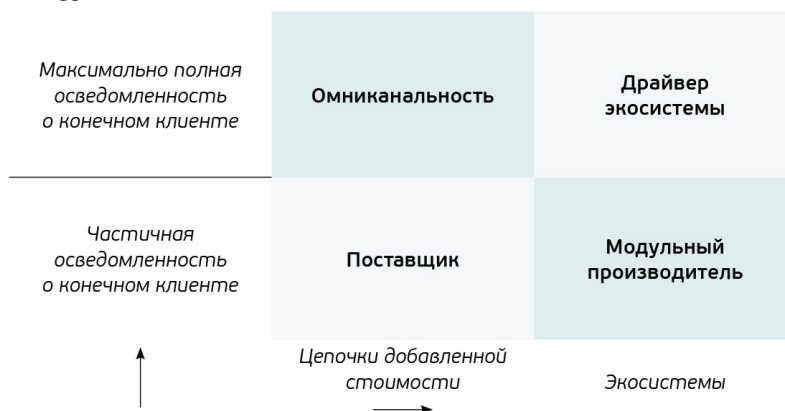 Максимально полная
осведомленность
о конечном клиенте
Омниканальность
Драйвер
экосистемы
Частичная
осведомленность
о конечном клиенте
Поставщик
Модульный
производитель
Цепочки добавленной
стоимости
Экосистемы